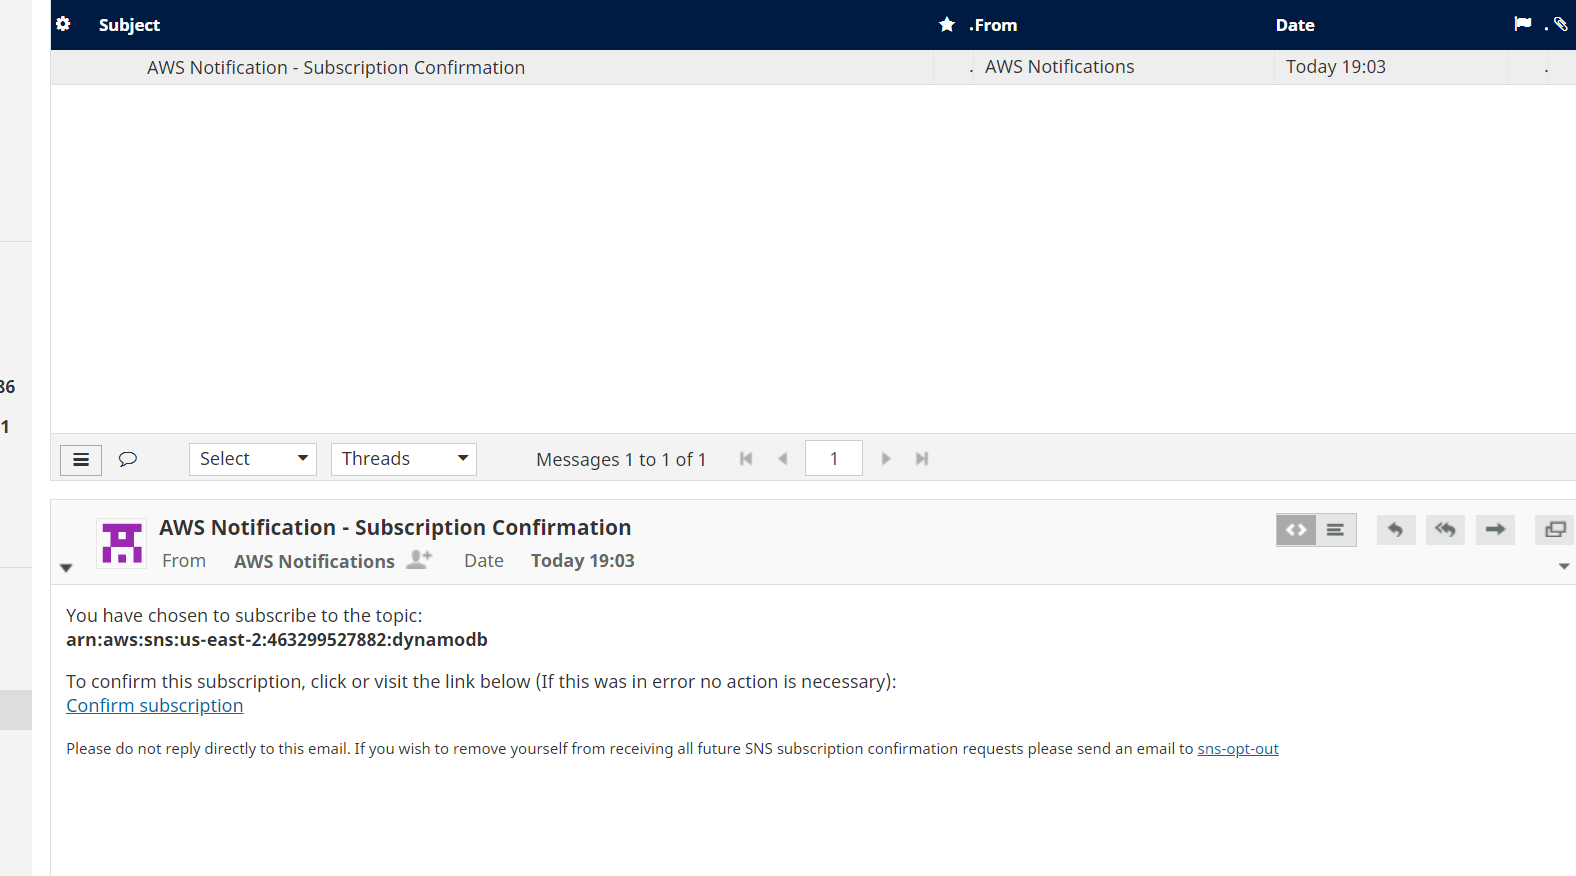 Subject .From Date .
AWS Notification - Subscription Confirmation . AWS Notifications Today 19:03 .
1
Select Threads Messages 1 to 1 of 1 1
AWS Notification - Subscription Confirmation
From AWS Notifications Date Today 19:03
You have chosen to subscribe to the topic:
arn:aws:sns:us-east-2:463299527882:dynamodb
To confirm this subscription, click or visit the link below (If this was in error no action is necessary):
Confirm subscription
Please do not reply directly to this email. If you wish to remove yourself from receiving all future SNS subscription confirmation requests please send an email to sns-opt-out